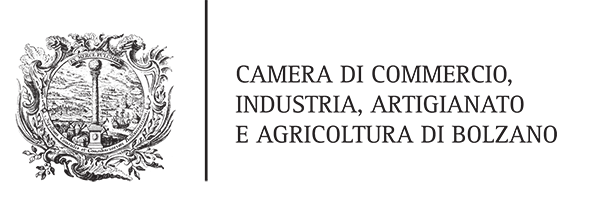 CAMERA DI COMMERCIO,
INDUSTRIA, ARTIGIANATO
E AGRICOLTURA DI BOLZANO